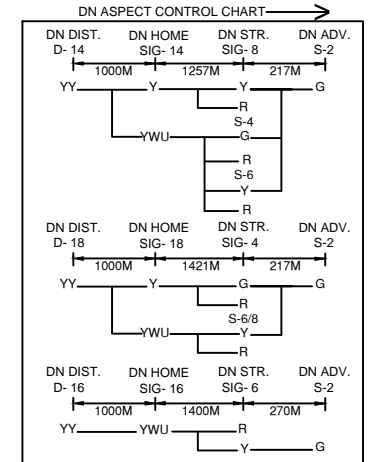 DN ASPECT CONTROL CHART
DN DIST. DN HOME DN STR. DN ADV.
D- 14 SIG- 14 SIG- 8 S-2
1000M 1257M 217M
YY Y Y G
R
S-4
YWU G
R
S-6
Y
R
DN DIST. DN HOME DN STR. DN ADV.
D- 18 SIG- 18 SIG- 4 S-2
1000M 1421M 217M
YY Y G G
R
S-6/8
YWU Y
R
DN DIST. DN HOME DN STR. DN ADV.
D- 16 SIG- 16 SIG- 6 S-2
1000M 1400M 270M
YY YWU R
Y G